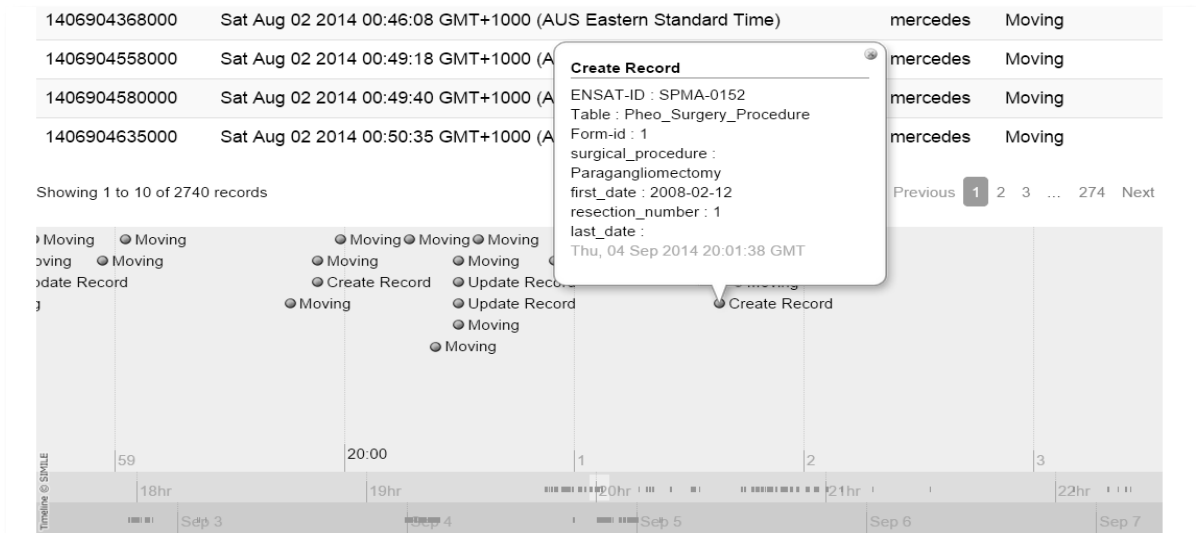 1406904368000 Sat Aug 02 2014 00:46:08 GMT+1000 (AUS Eastern Standard Time) mercedes Moving
1406904558000 Sat Aug 02 2014 00:49:18 GMT+1000 (A mercedes Moving
1406904580000 Sat Aug 02 2014 00:49:40 GMT+1000 (A mercedes Moving
1406904635000 Sat Aug 02 2014 00:50:35 GMT+1000 (A mercedes Moving
Create Record
ENSAT-ID : SPMA-0152
Table : Pheo_Surgery_Procedure
Form-id : 1
surgical_procedure :
Paragangliomectomy
first_date : 2008-02-12
resection_number : 1
last_date :
Thu, 04 Sep 2014 20:01:38 GMT
Showing 1 to 10 of 2740 records Previous 1 2 3 ... 274 Next
Moving Moving Moving Moving Moving
oving Moving Moving Moving
pdate Record Create Record Update Record Moving
g Moving Update Record Create Record
Moving
Moving
59 20:00 1 2 3
18hr 19hr 20hr 21hr 22hr
Sep 3 Sep 4 Sep 5 Sep 6 Sep 7
Timeline © SIMILE